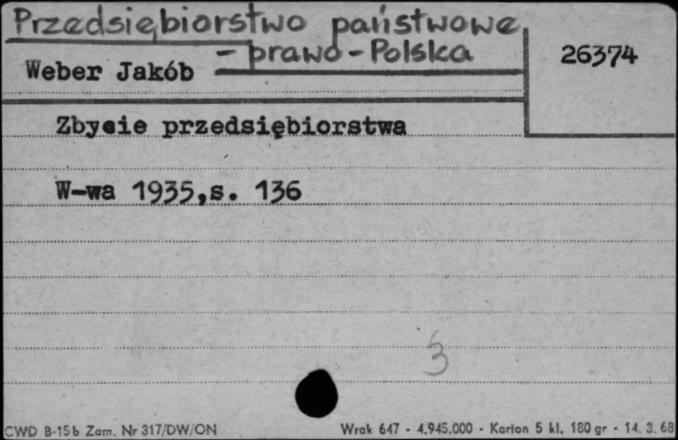 Przedsiębiorstwo państwowe
- prawo - Polska
26374
Weber Jakób
Zbycie przedsiębiorstwa
W-wa 1935,s. 136
3
CWD B-15b Zam. Nr 317/DW/ON
Wrak 647 - 4.945.000 - Karton 5 kl. 180 gr - 14. 3. 68